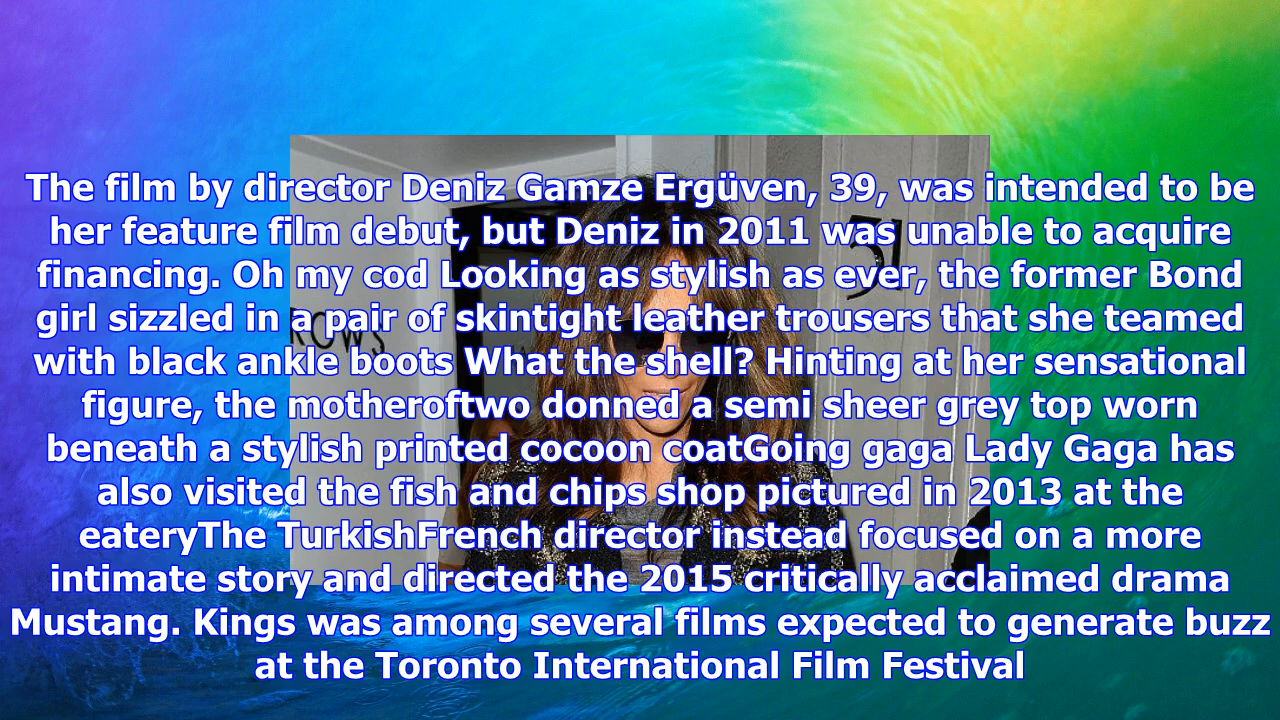 The film by director Deniz Gamze Ergüven, 39, was intended to be
her feature film debut, but Deniz in 2011 was unable to acquire
financing. Oh my cod Looking as stylish as ever, the former Bond
girl sizzled in a pair of skintight leather trousers that she teamed
with black ankle boots What the shell? Hinting at her sensational
figure, the motheroftwo donned a semi sheer grey top worn
beneath a stylish printed cocoon coatGoing gaga Lady Gaga has
also visited the fish and chips shop pictured in 2013 at the
eateryThe TurkishFrench director instead focused on a more
intimate story and directed the 2015 critically acclaimed drama
Mustang. Kings was among several films expected to generate buzz
at the Toronto International Film Festival
ROWS
51